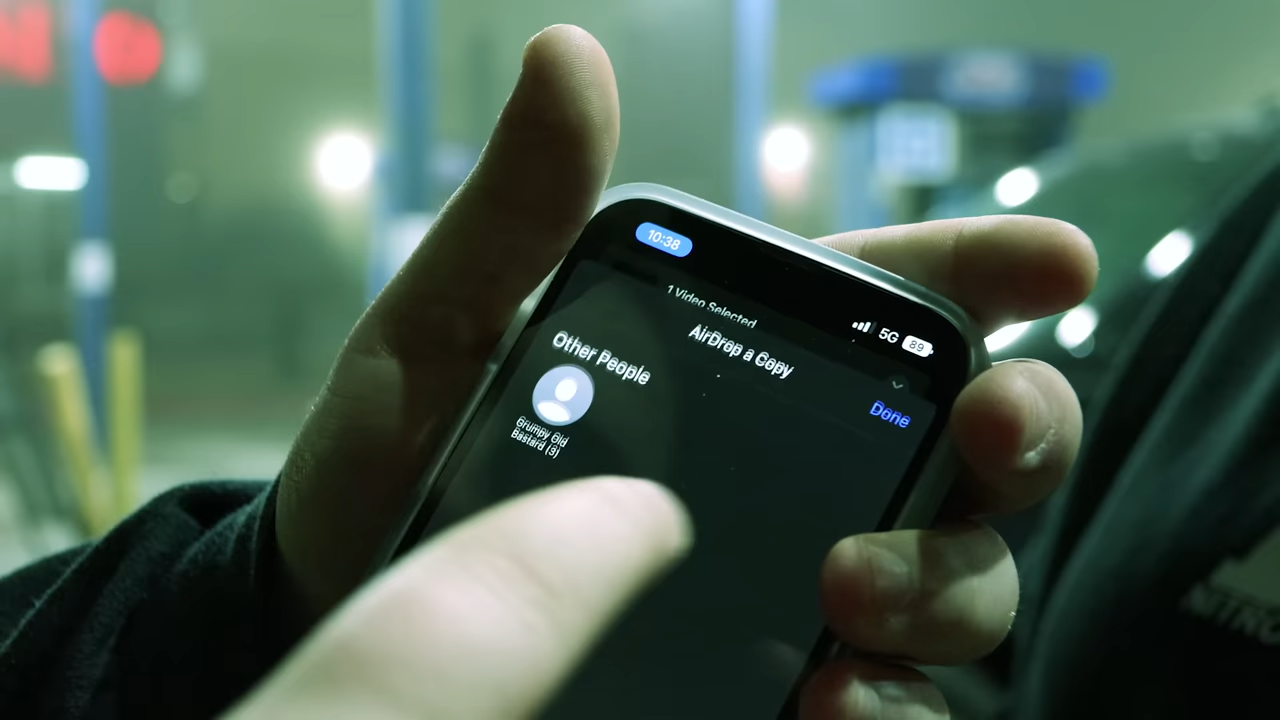 10:38
5G 89
1 Video Selected
AirDrop a Copy
Done
Other People
Grumpy Old
Bastard (3)